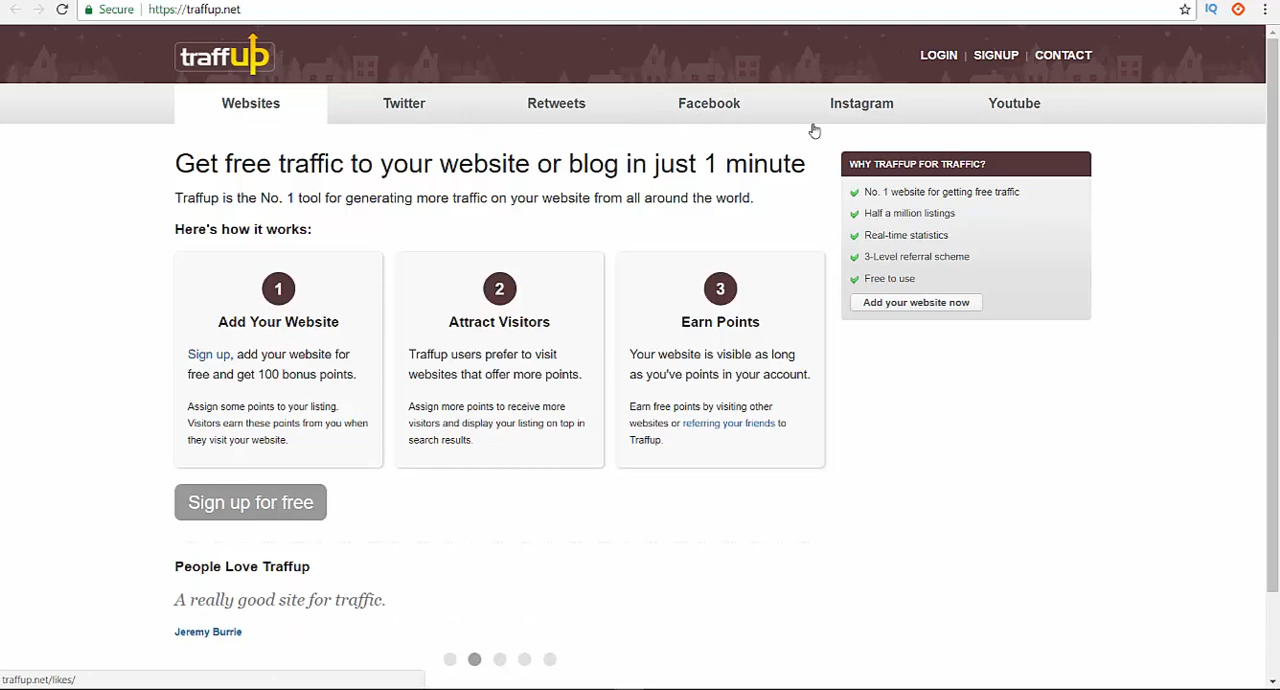 Secure https://traffup.net
IQ
traffup
LOGIN | SIGNUP | CONTACT
Websites Twitter Retweets Facebook Instagram Youtube
Get free traffic to your website or blog in just 1 minute
Traffup is the No. 1 tool for generating more traffic on your website from all around the world.
Here's how it works:
1
Add Your Website
Sign up, add your website for
free and get 100 bonus points.
Assign some points to your listing.
Visitors earn these points from you when
they visit your website.
2
Attract Visitors
Traffup users prefer to visit
websites that offer more points.
Assign more points to receive more
visitors and display your listing on top in
search results.
3
Earn Points
Your website is visible as long
as you've points in your account.
Earn free points by visiting other
websites or referring your friends to
Traffup.
WHY TRAFFUP FOR TRAFFIC?
No. 1 website for getting free traffic
Half a million listings
Real-time statistics
3-Level referral scheme
Free to use
Add your website now
Sign up for free
People Love Traffup
A really good site for traffic.
Jeremy Burrie
traffup.net/likes/